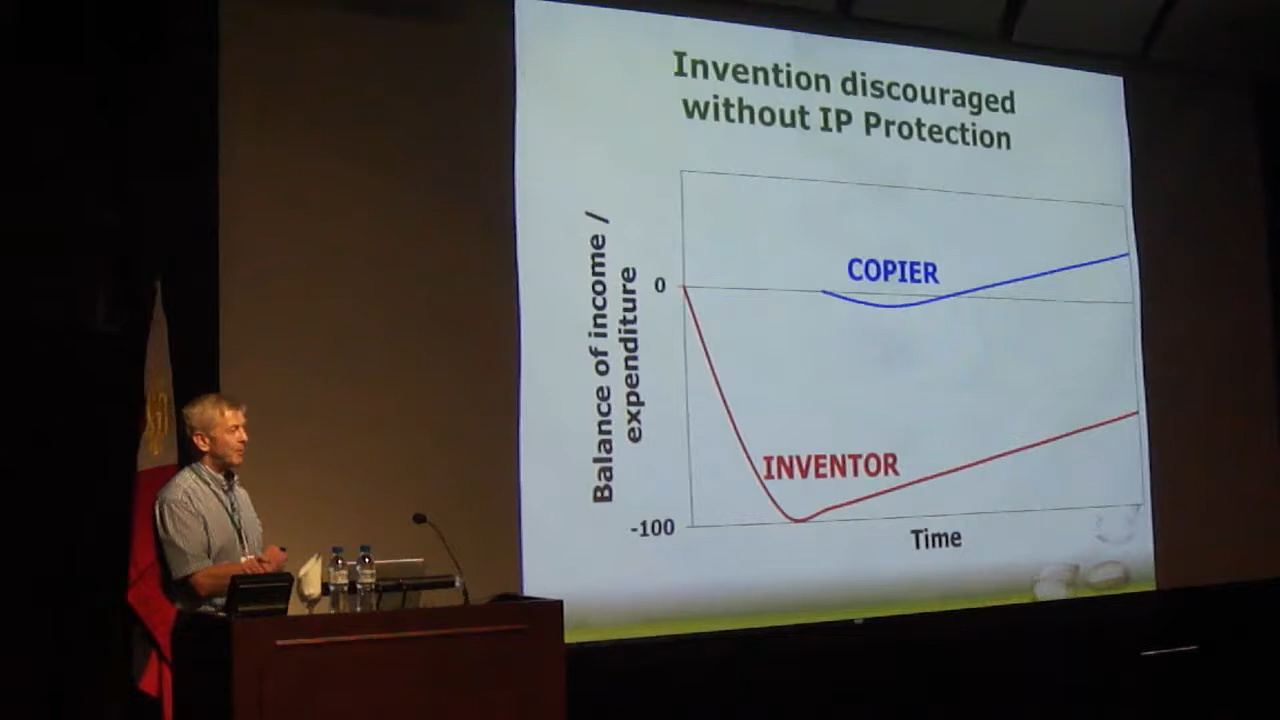 Invention discouraged
without IP Protection
Balance of income /
expenditure
0
-100
COPIER
INVENTOR
Time